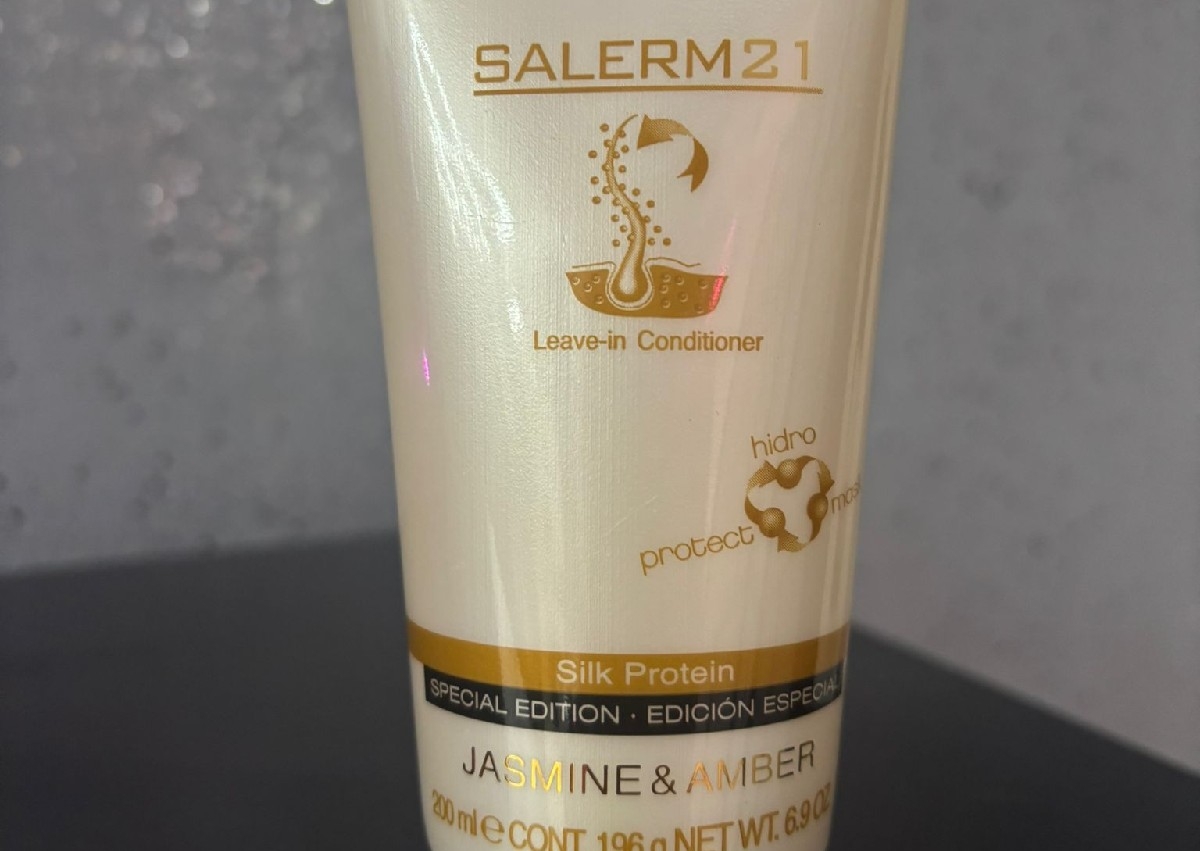 SALERM21
Leave-in Conditioner
hidro
protect
Silk Protein
SPECIAL EDITION · EDICIÓN ESPECIAL
JASMINE & AMBER
200 ml ℮ CONT. 196 g NET WT. 6.9 OZ.